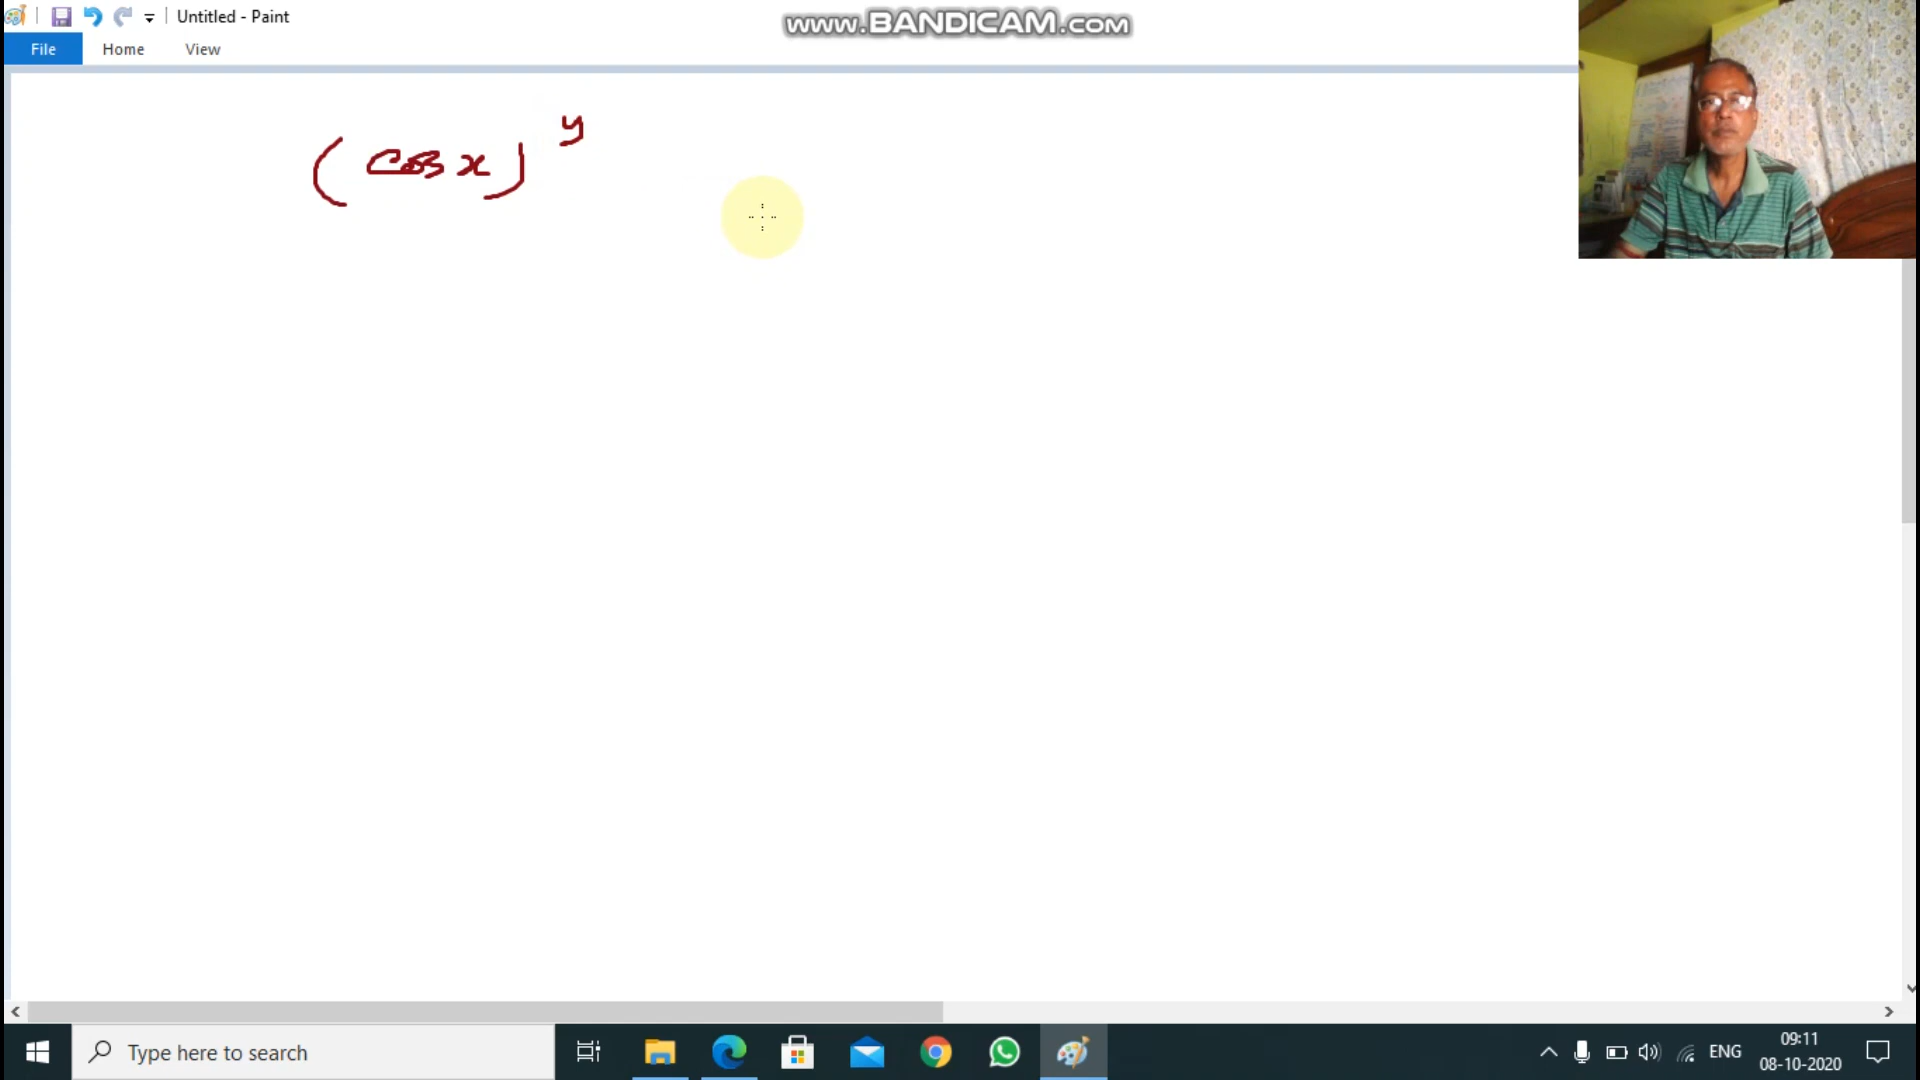 Untitled - Paint
www.BANDICAM.com
File Home View
(cos x)^y
Type here to search
ENG
09:11
08-10-2020